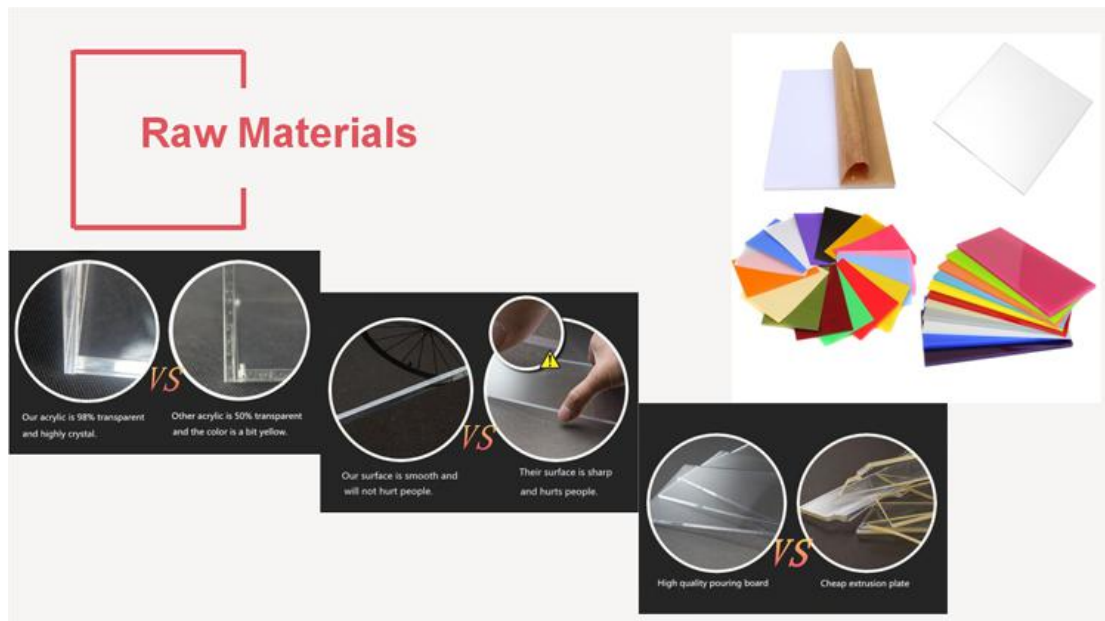 Raw Materials
VS
Our acrylic is 98% transparent
and highly crystal.
Other acrylic is 50% transparent
and the color is a bit yellow.
VS
Our surface is smooth and
will not hurt people.
Their surface is sharp
and hurts people.
VS
High quality pouring board
Cheap extrusion plate